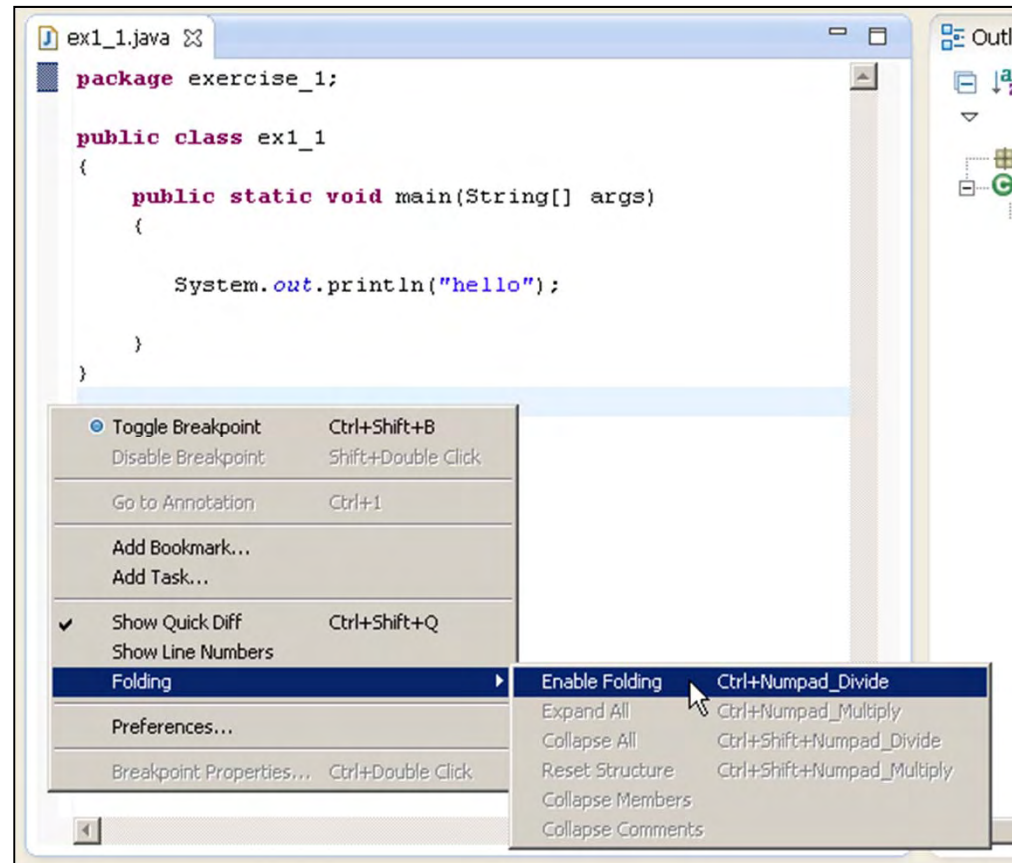 ex1_1.java
Outl
package exercise_1;
public class ex1_1
{
public static void main(String[] args)
{
System.out.println("hello");
}
}
Toggle Breakpoint Ctrl+Shift+B
Disable Breakpoint Shift+Double Click
Go to Annotation Ctrl+1
Add Bookmark...
Add Task...
Show Quick Diff Ctrl+Shift+Q
Show Line Numbers
Folding
Preferences...
Breakpoint Properties... Ctrl+Double Click
Enable Folding Ctrl+Numpad_Divide
Expand All Ctrl+Numpad_Multiply
Collapse All Ctrl+Shift+Numpad_Divide
Reset Structure Ctrl+Shift+Numpad_Multiply
Collapse Members
Collapse Comments